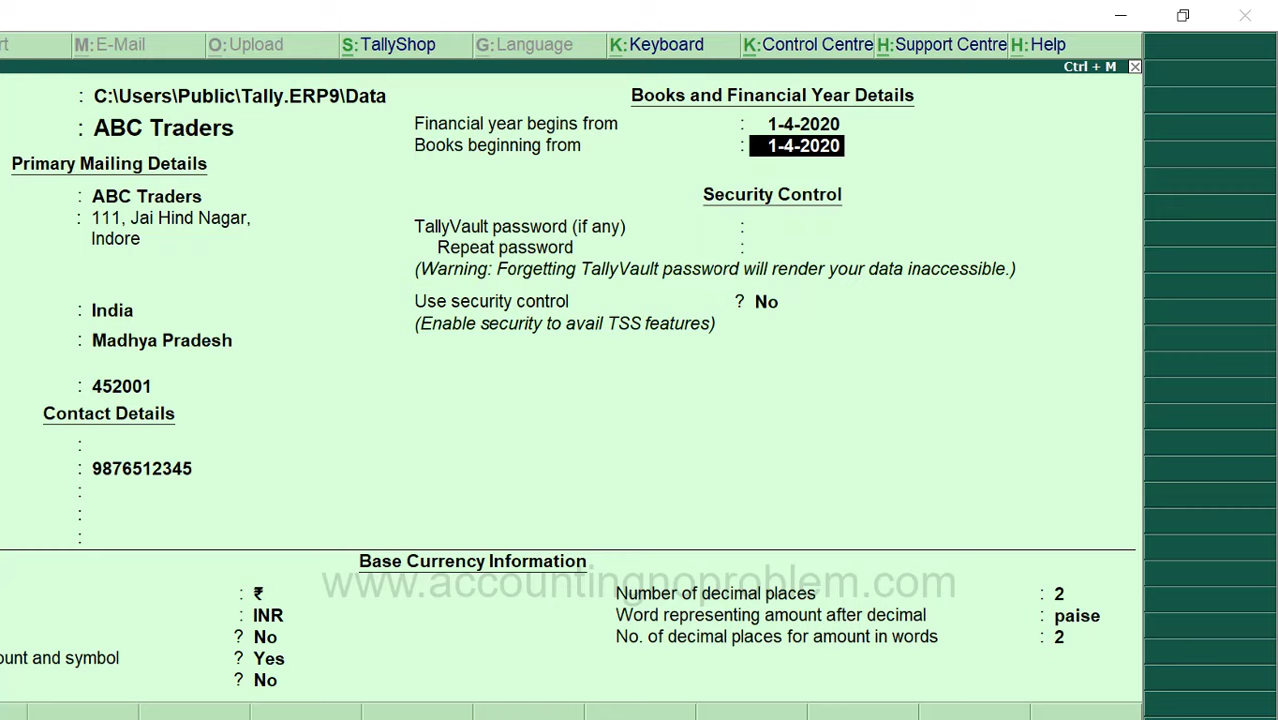 rt M: E-Mail O: Upload S: TallyShop G: Language K: Keyboard K: Control Centre H: Support Centre H: Help
Ctrl + M
: C:\Users\Public\Tally.ERP9\Data
: ABC Traders
Primary Mailing Details
: ABC Traders
: 111, Jai Hind Nagar,
Indore
: India
: Madhya Pradesh
: 452001
Contact Details
:
: 9876512345
:
:
:
Books and Financial Year Details
Financial year begins from : 1-4-2020
Books beginning from : 1-4-2020
Security Control
TallyVault password (if any) :
Repeat password :
(Warning: Forgetting TallyVault password will render your data inaccessible.)
Use security control ? No
(Enable security to avail TSS features)
Base Currency Information
www.accountingnoproblem.com
: ₹
: INR
? No
ount and symbol ? Yes
? No
Number of decimal places : 2
Word representing amount after decimal : paise
No. of decimal places for amount in words : 2